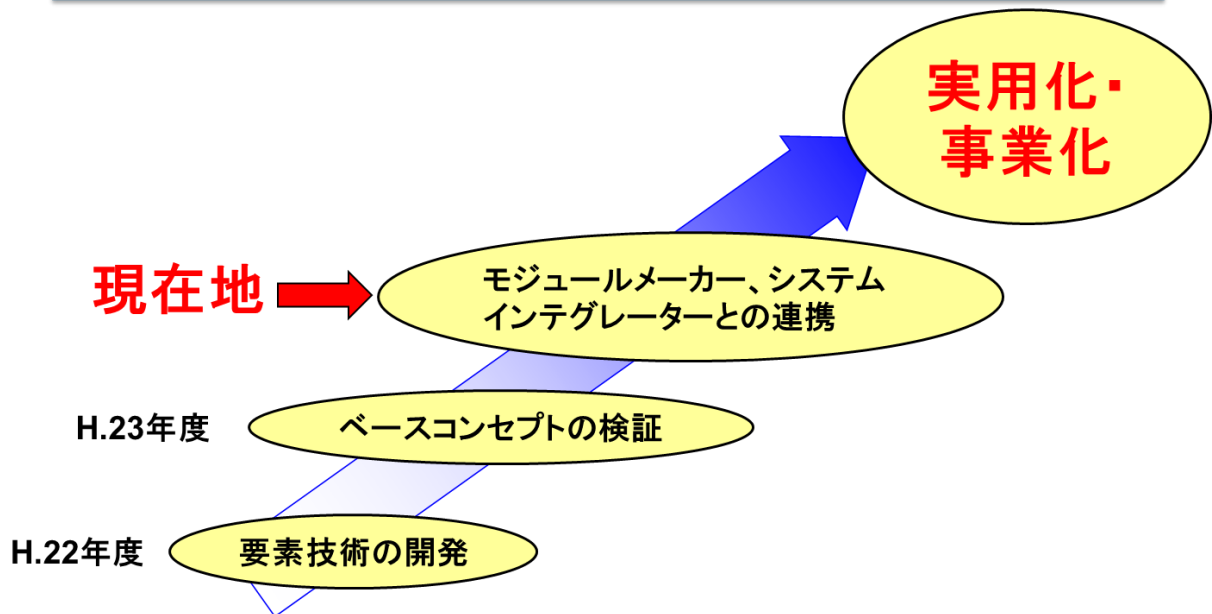 実用化・
事業化
現在地
モジュールメーカー、システム
インテグレーターとの連携
H.23年度
ベースコンセプトの検証
H.22年度
要素技術の開発